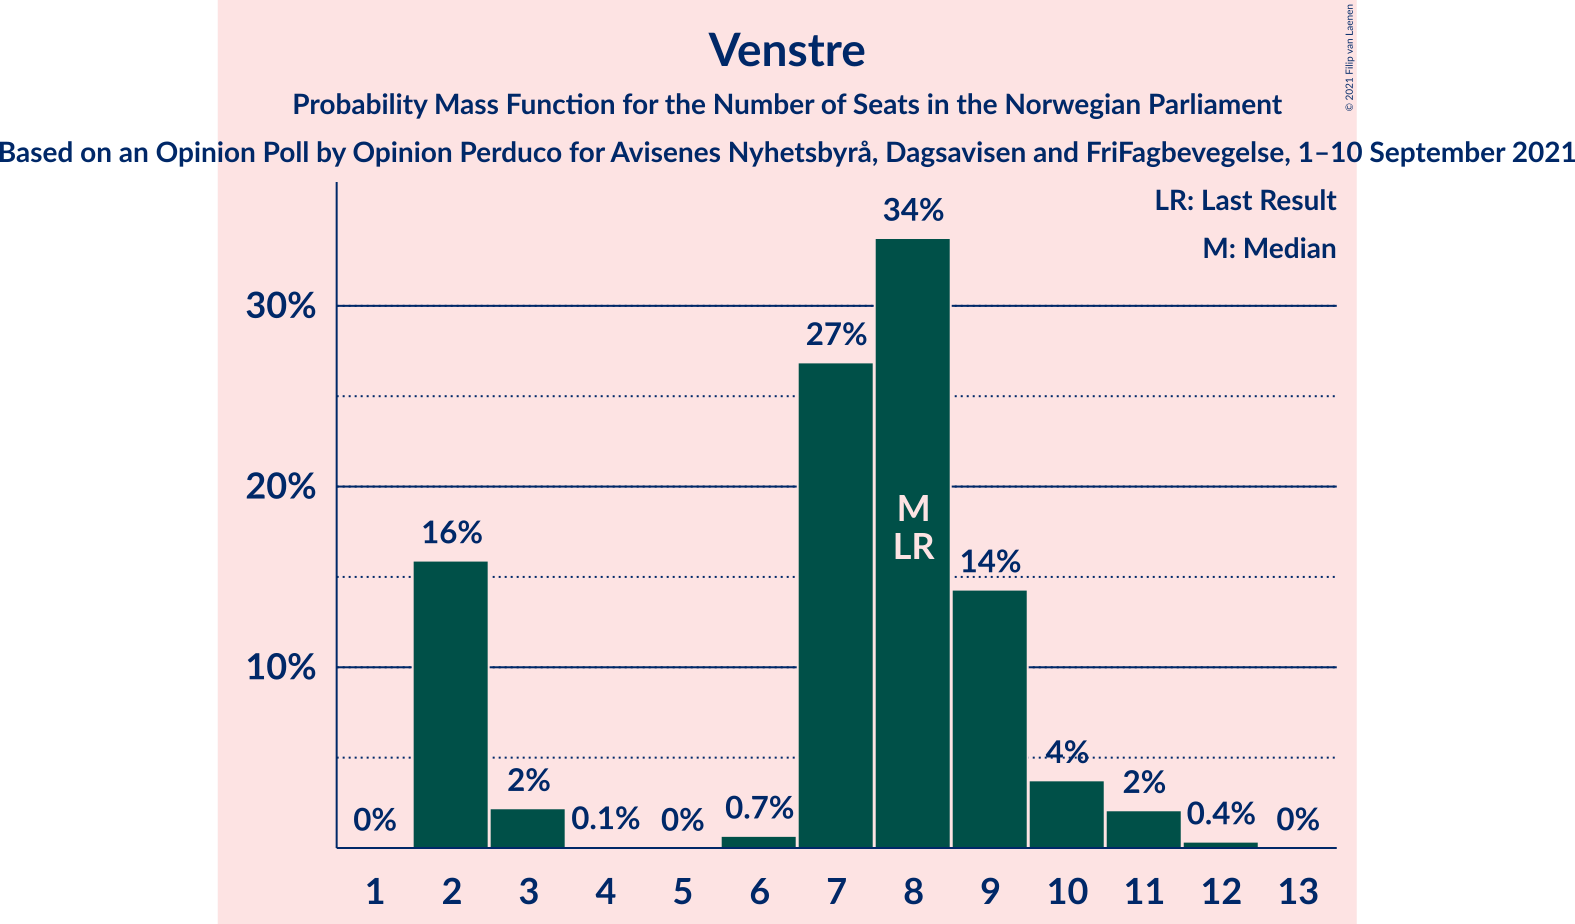 Venstre
Probability Mass Function for the Number of Seats in the Norwegian Parliament
Based on an Opinion Poll by Opinion Perduco for Avisenes Nyhetsbyrå, Dagsavisen and FriFagbevegelse, 1–10 September 2021
© 2021 Filip van Laenen
LR: Last Result
M: Median
30%
20%
10%
0%
16%
2%
0.1%
0%
0.7%
27%
34%
M
LR
14%
4%
2%
0.4%
0%
1 2 3 4 5 6 7 8 9 10 11 12 13